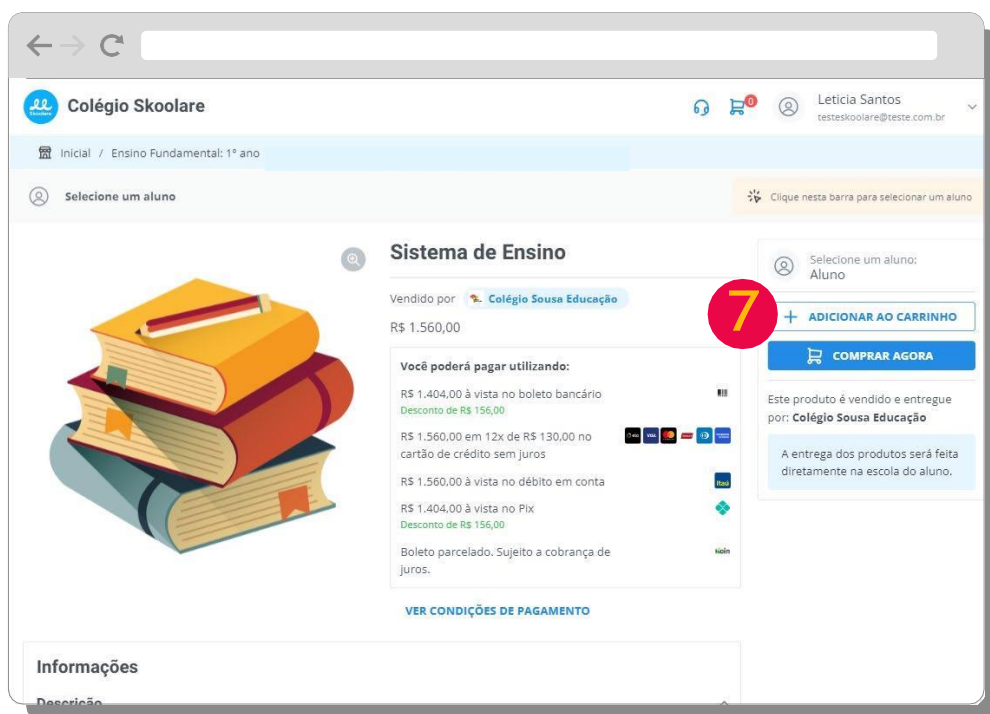 Colégio Skoolare
0
Leticia Santos
testeskoolare@teste.com.br
Inicial / Ensino Fundamental: 1º ano
Selecione um aluno
Clique nesta barra para selecionar um aluno
Sistema de Ensino
Vendido por Colégio Sousa Educação
R$ 1.560,00
Você poderá pagar utilizando:
R$ 1.404,00 à vista no boleto bancário
Desconto de R$ 156,00
R$ 1.560,00 em 12x de R$ 130,00 no
cartão de crédito sem juros
R$ 1.560,00 à vista no débito em conta
Itaú
R$ 1.404,00 à vista no Pix
Desconto de R$ 156,00
Boleto parcelado. Sujeito a cobrança de
juros.
VER CONDIÇÕES DE PAGAMENTO
Selecione um aluno:
Aluno
7
ADICIONAR AO CARRINHO
COMPRAR AGORA
Este produto é vendido e entregue
por: Colégio Sousa Educação
A entrega dos produtos será feita
diretamente na escola do aluno.
Informações
Descrição